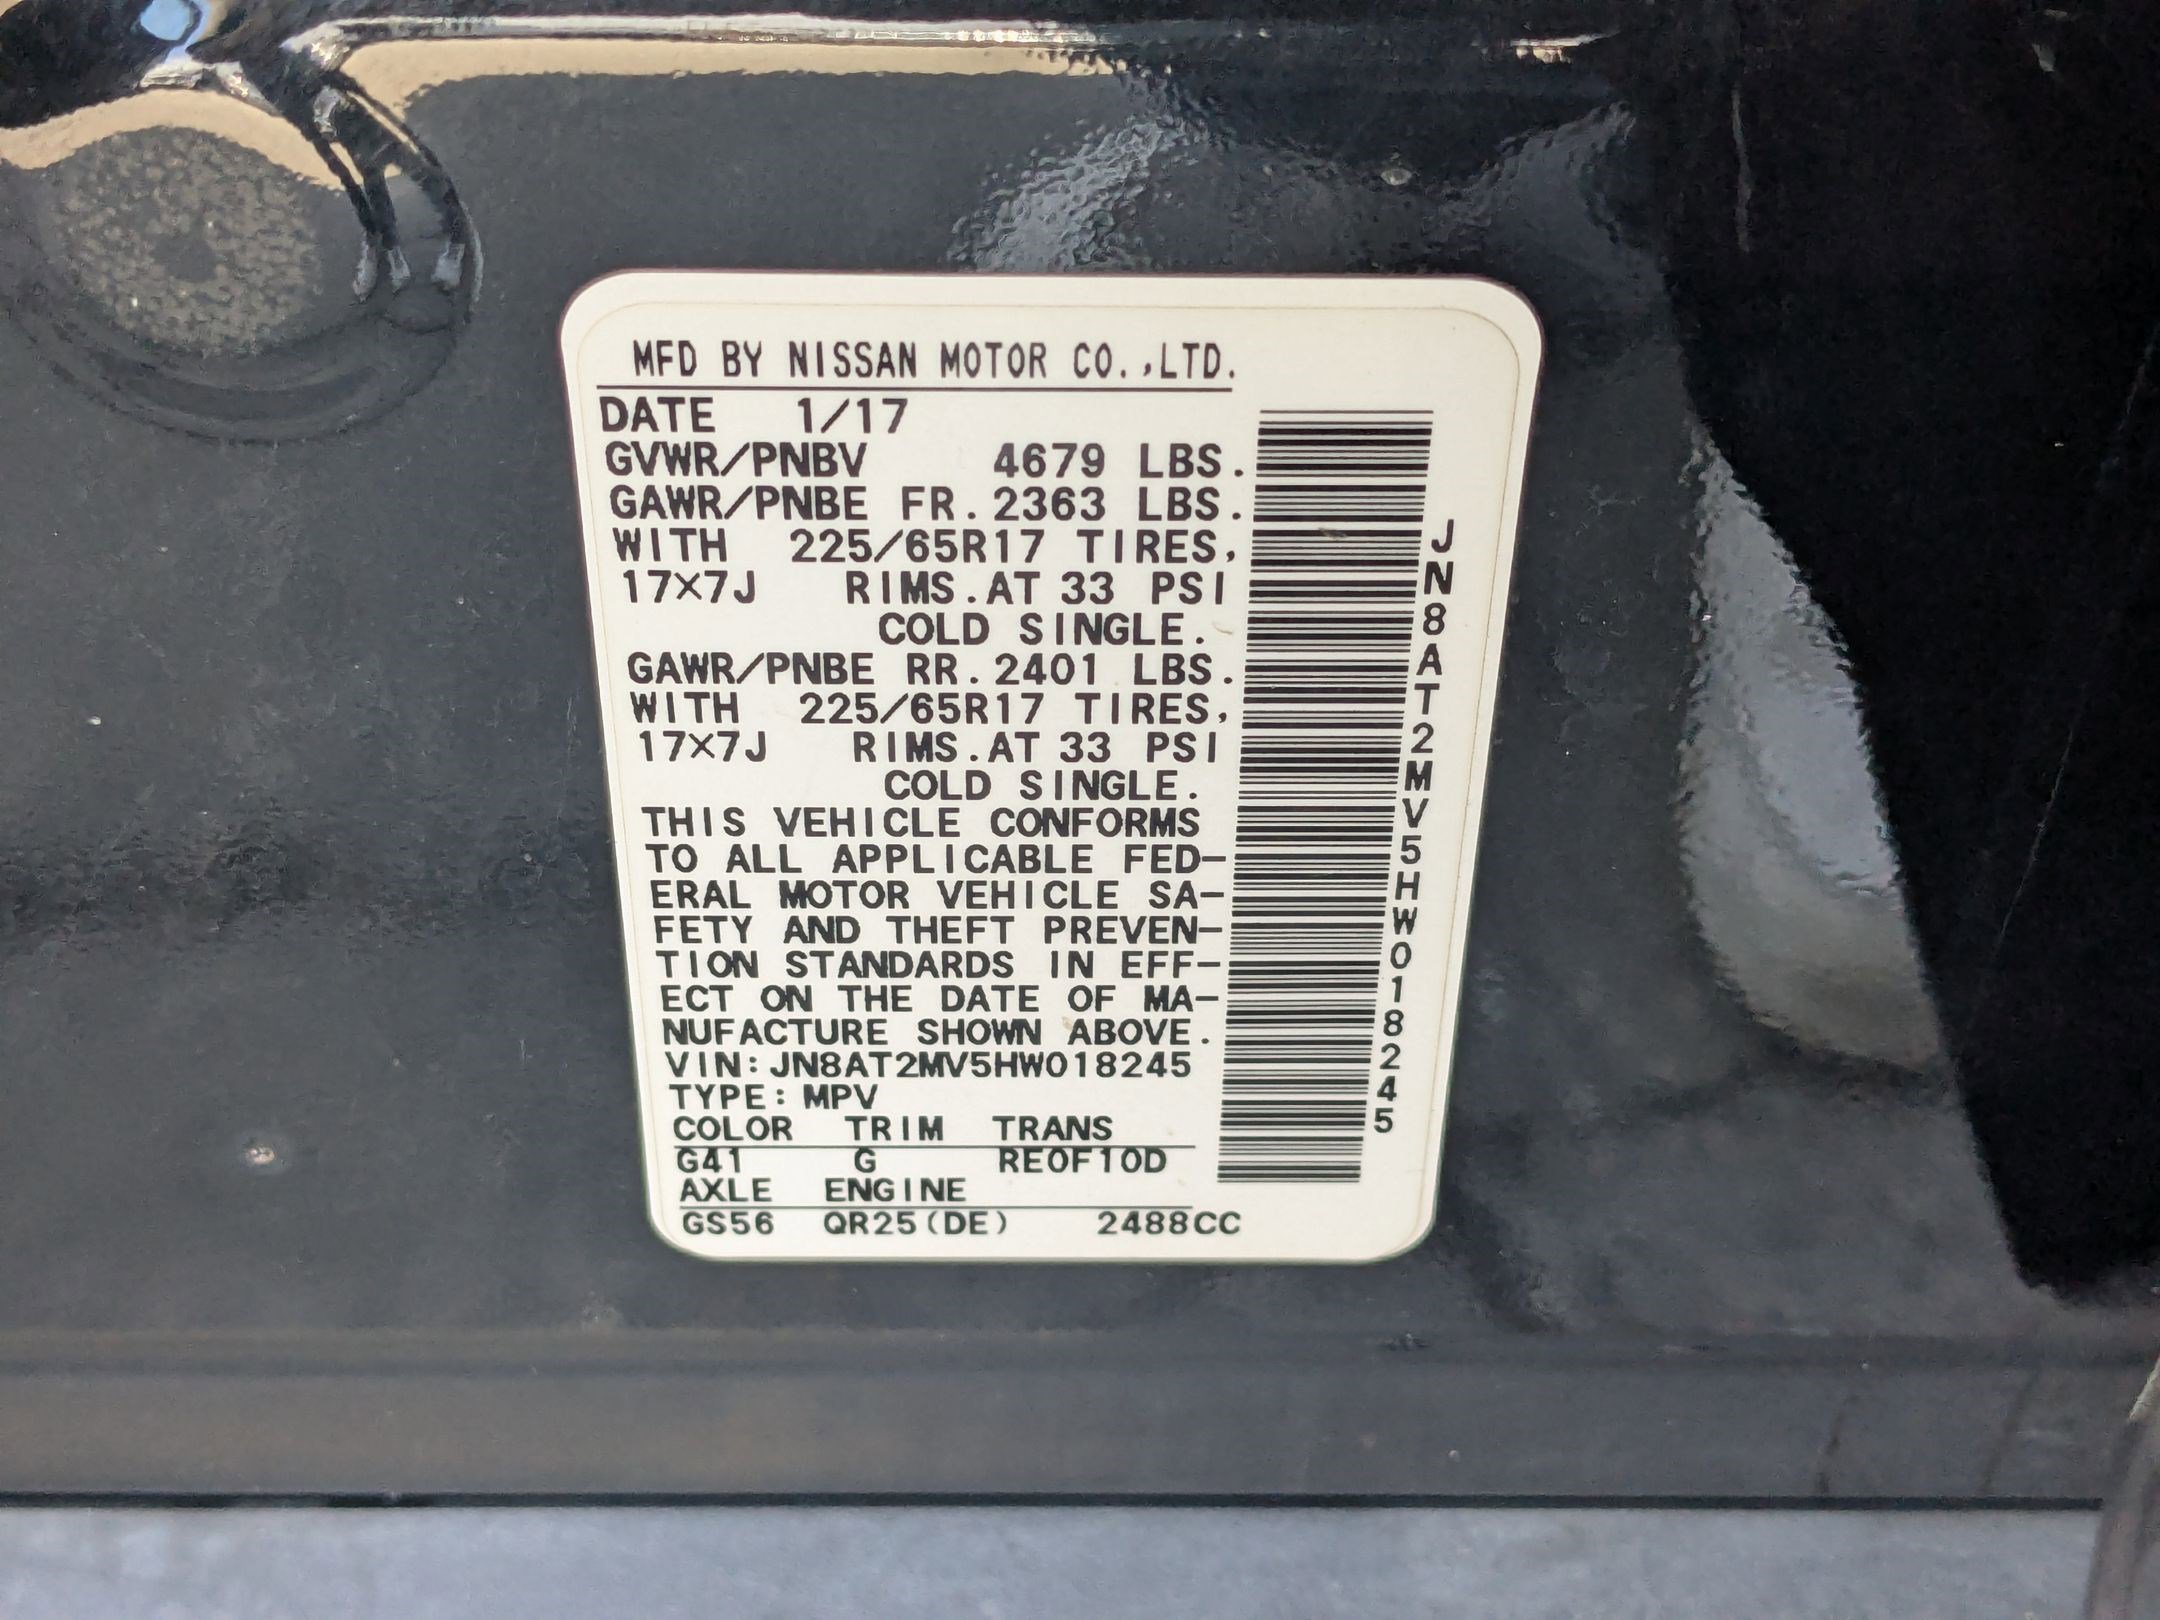 MFD BY NISSAN MOTOR CO.,LTD.
DATE 1/17
GVWR/PNBV 4679 LBS.
GAWR/PNBE FR. 2363 LBS.
WITH 225/65R17 TIRES,
17×7J RIMS. AT 33 PSI
COLD SINGLE.
GAWR/PNBE RR. 2401 LBS.
WITH 225/65R17 TIRES,
17×7J RIMS. AT 33 PSI
COLD SINGLE.
THIS VEHICLE CONFORMS
TO ALL APPLICABLE FED-
ERAL MOTOR VEHICLE SA-
FETY AND THEFT PREVEN-
TION STANDARDS IN EFF-
ECT ON THE DATE OF MA-
NUFACTURE SHOWN ABOVE.
VIN: JN8AT2MV5HW018245
TYPE: MPV
COLOR TRIM TRANS
G41 G RE0F10D
AXLE ENGINE
GS56 QR25(DE) 2488CC
JN8AT2MV5HW018245